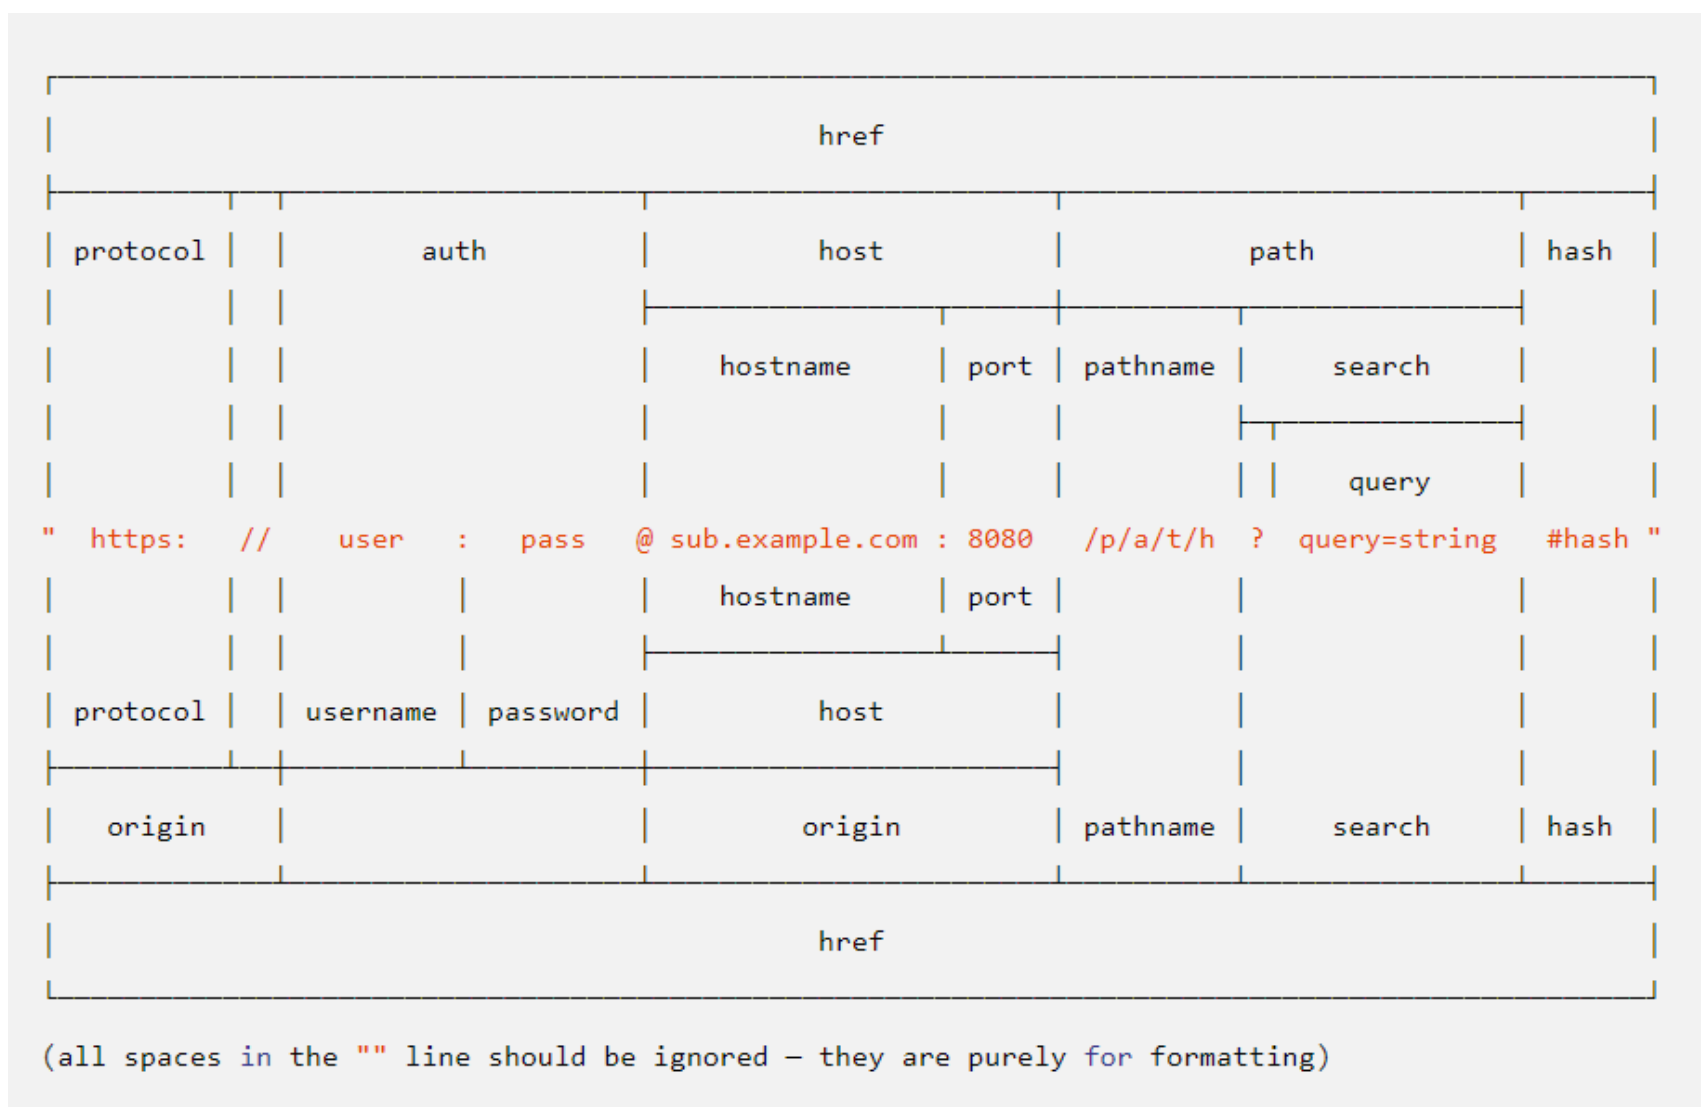 href
protocol auth host path hash
hostname port pathname search
query
" https: // user : pass @ sub.example.com : 8080 /p/a/t/h ? query=string #hash "
hostname port
protocol username password host
origin origin pathname search hash
href
(all spaces in the "" line should be ignored — they are purely for formatting)